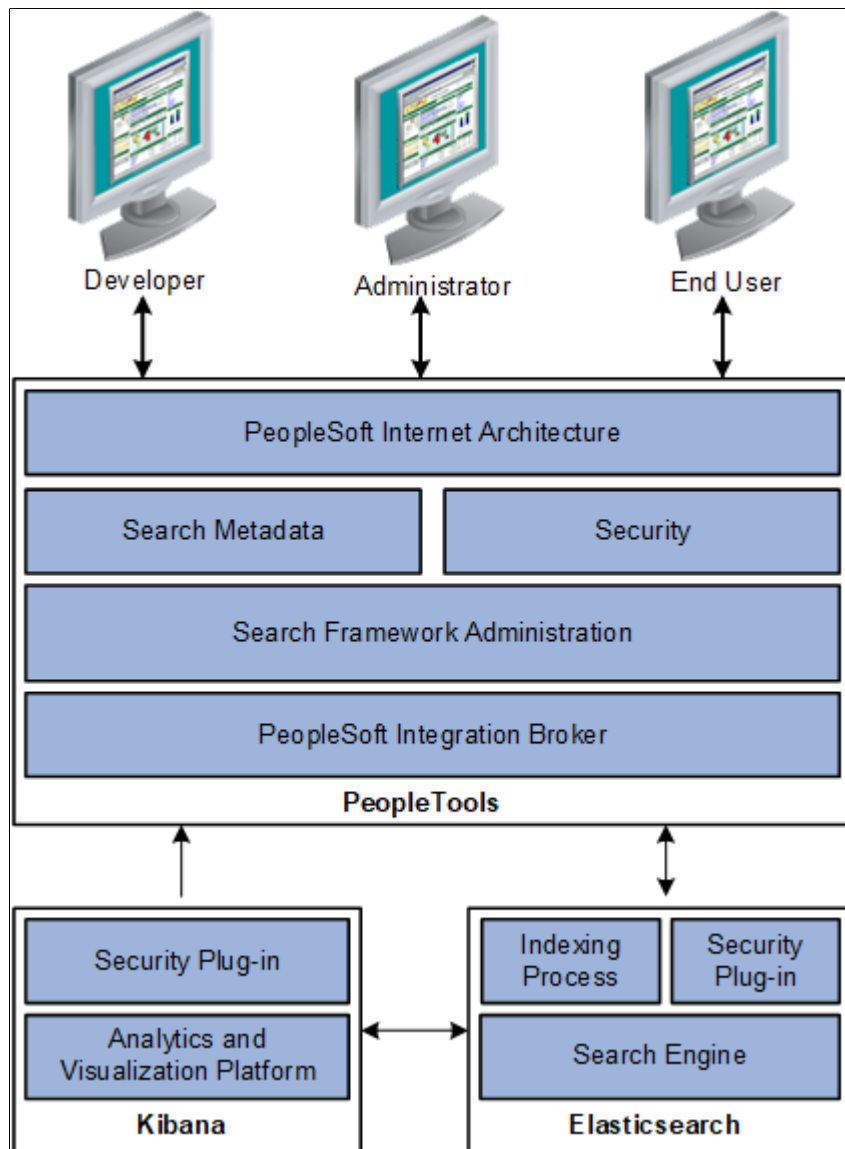 Developer
Administrator
End User
PeopleSoft Internet Architecture
Search Metadata
Security
Search Framework Administration
PeopleSoft Integration Broker
PeopleTools
Security Plug-in
Analytics and
Visualization Platform
Kibana
Indexing
Process
Security
Plug-in
Search Engine
Elasticsearch